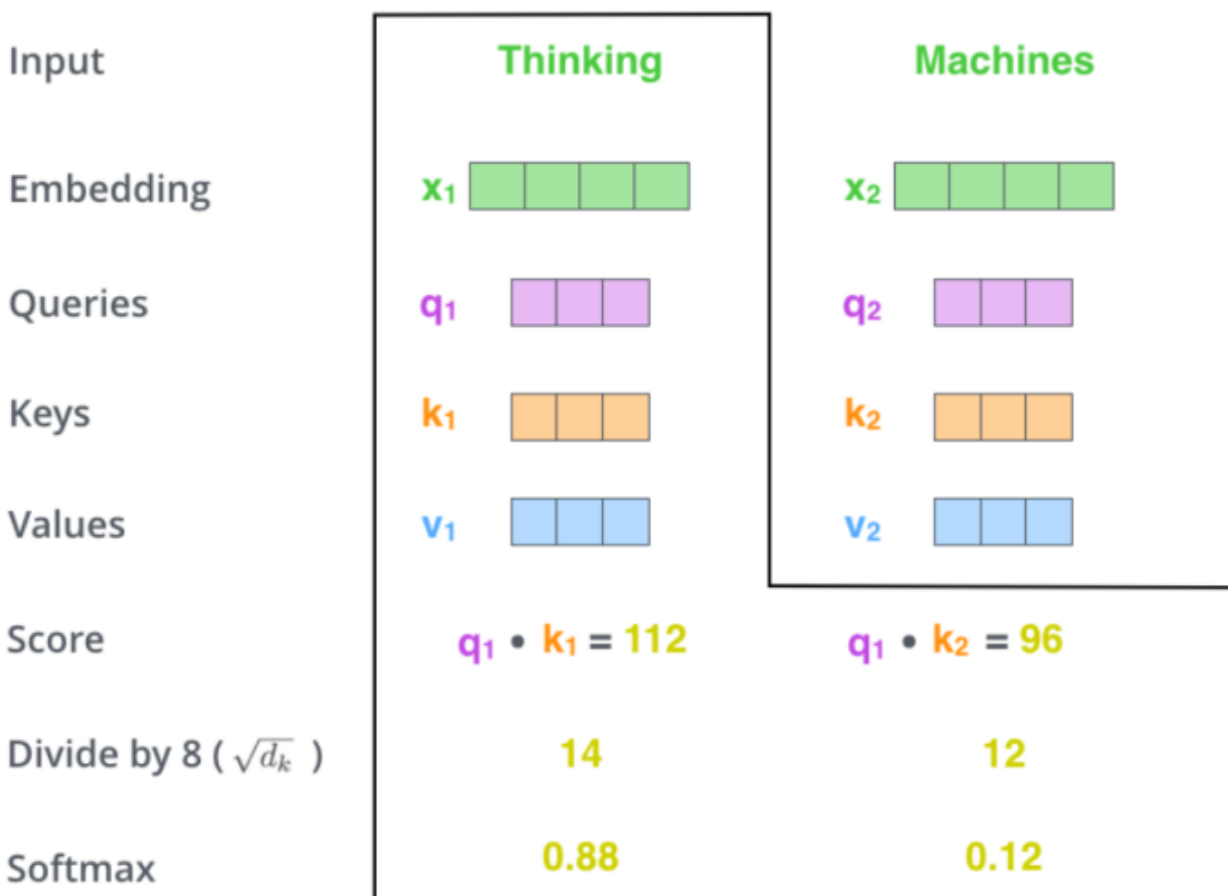 Input Thinking Machines
Embedding x₁ x₂
Queries q₁ q₂
Keys k₁ k₂
Values v₁ v₂
Score q₁ • k₁ = 112 q₁ • k₂ = 96
Divide by 8 ( √dₖ ) 14 12
Softmax 0.88 0.12